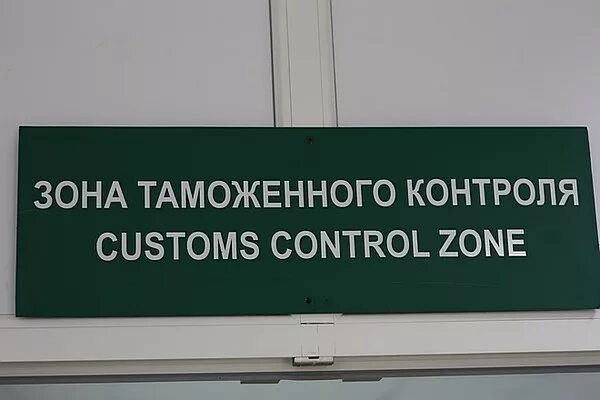 ЗОНА ТАМОЖЕННОГО КОНТРОЛЯ
CUSTOMS CONTROL ZONE